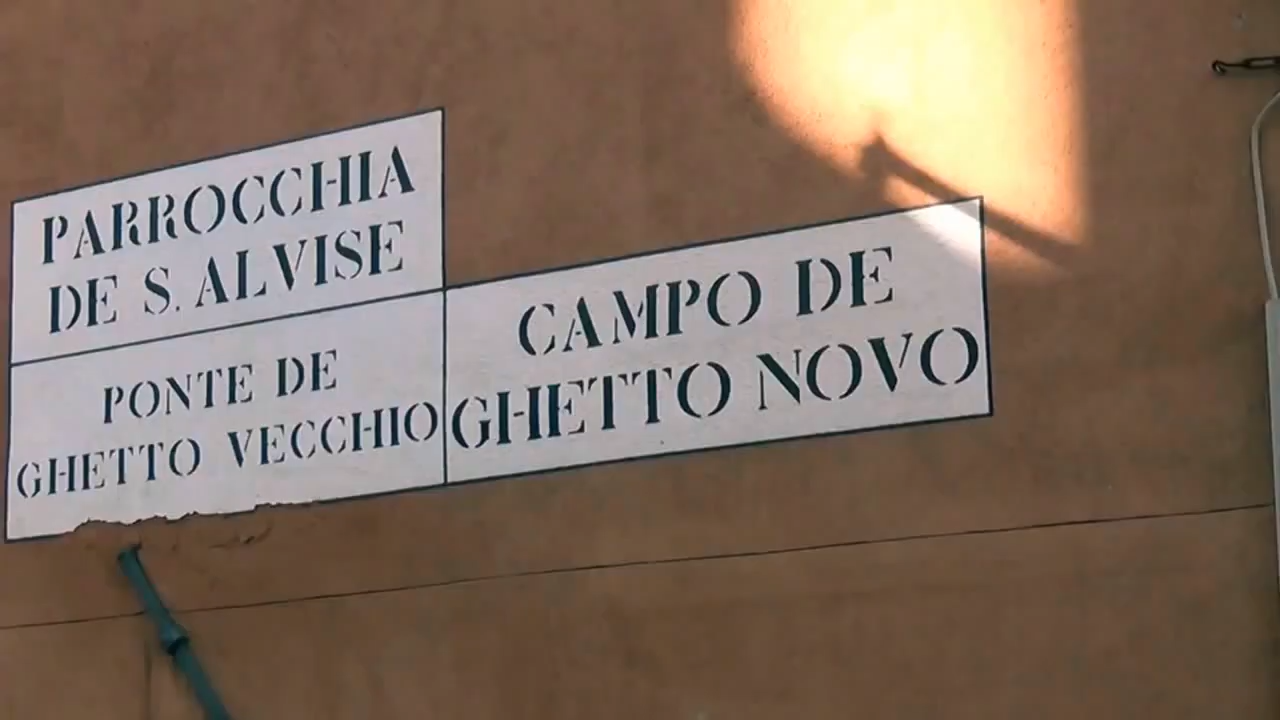 PARROCCHIA
DE S. ALVISE
PONTE DE
GHETTO VECCHIO
CAMPO DE
GHETTO NOVO